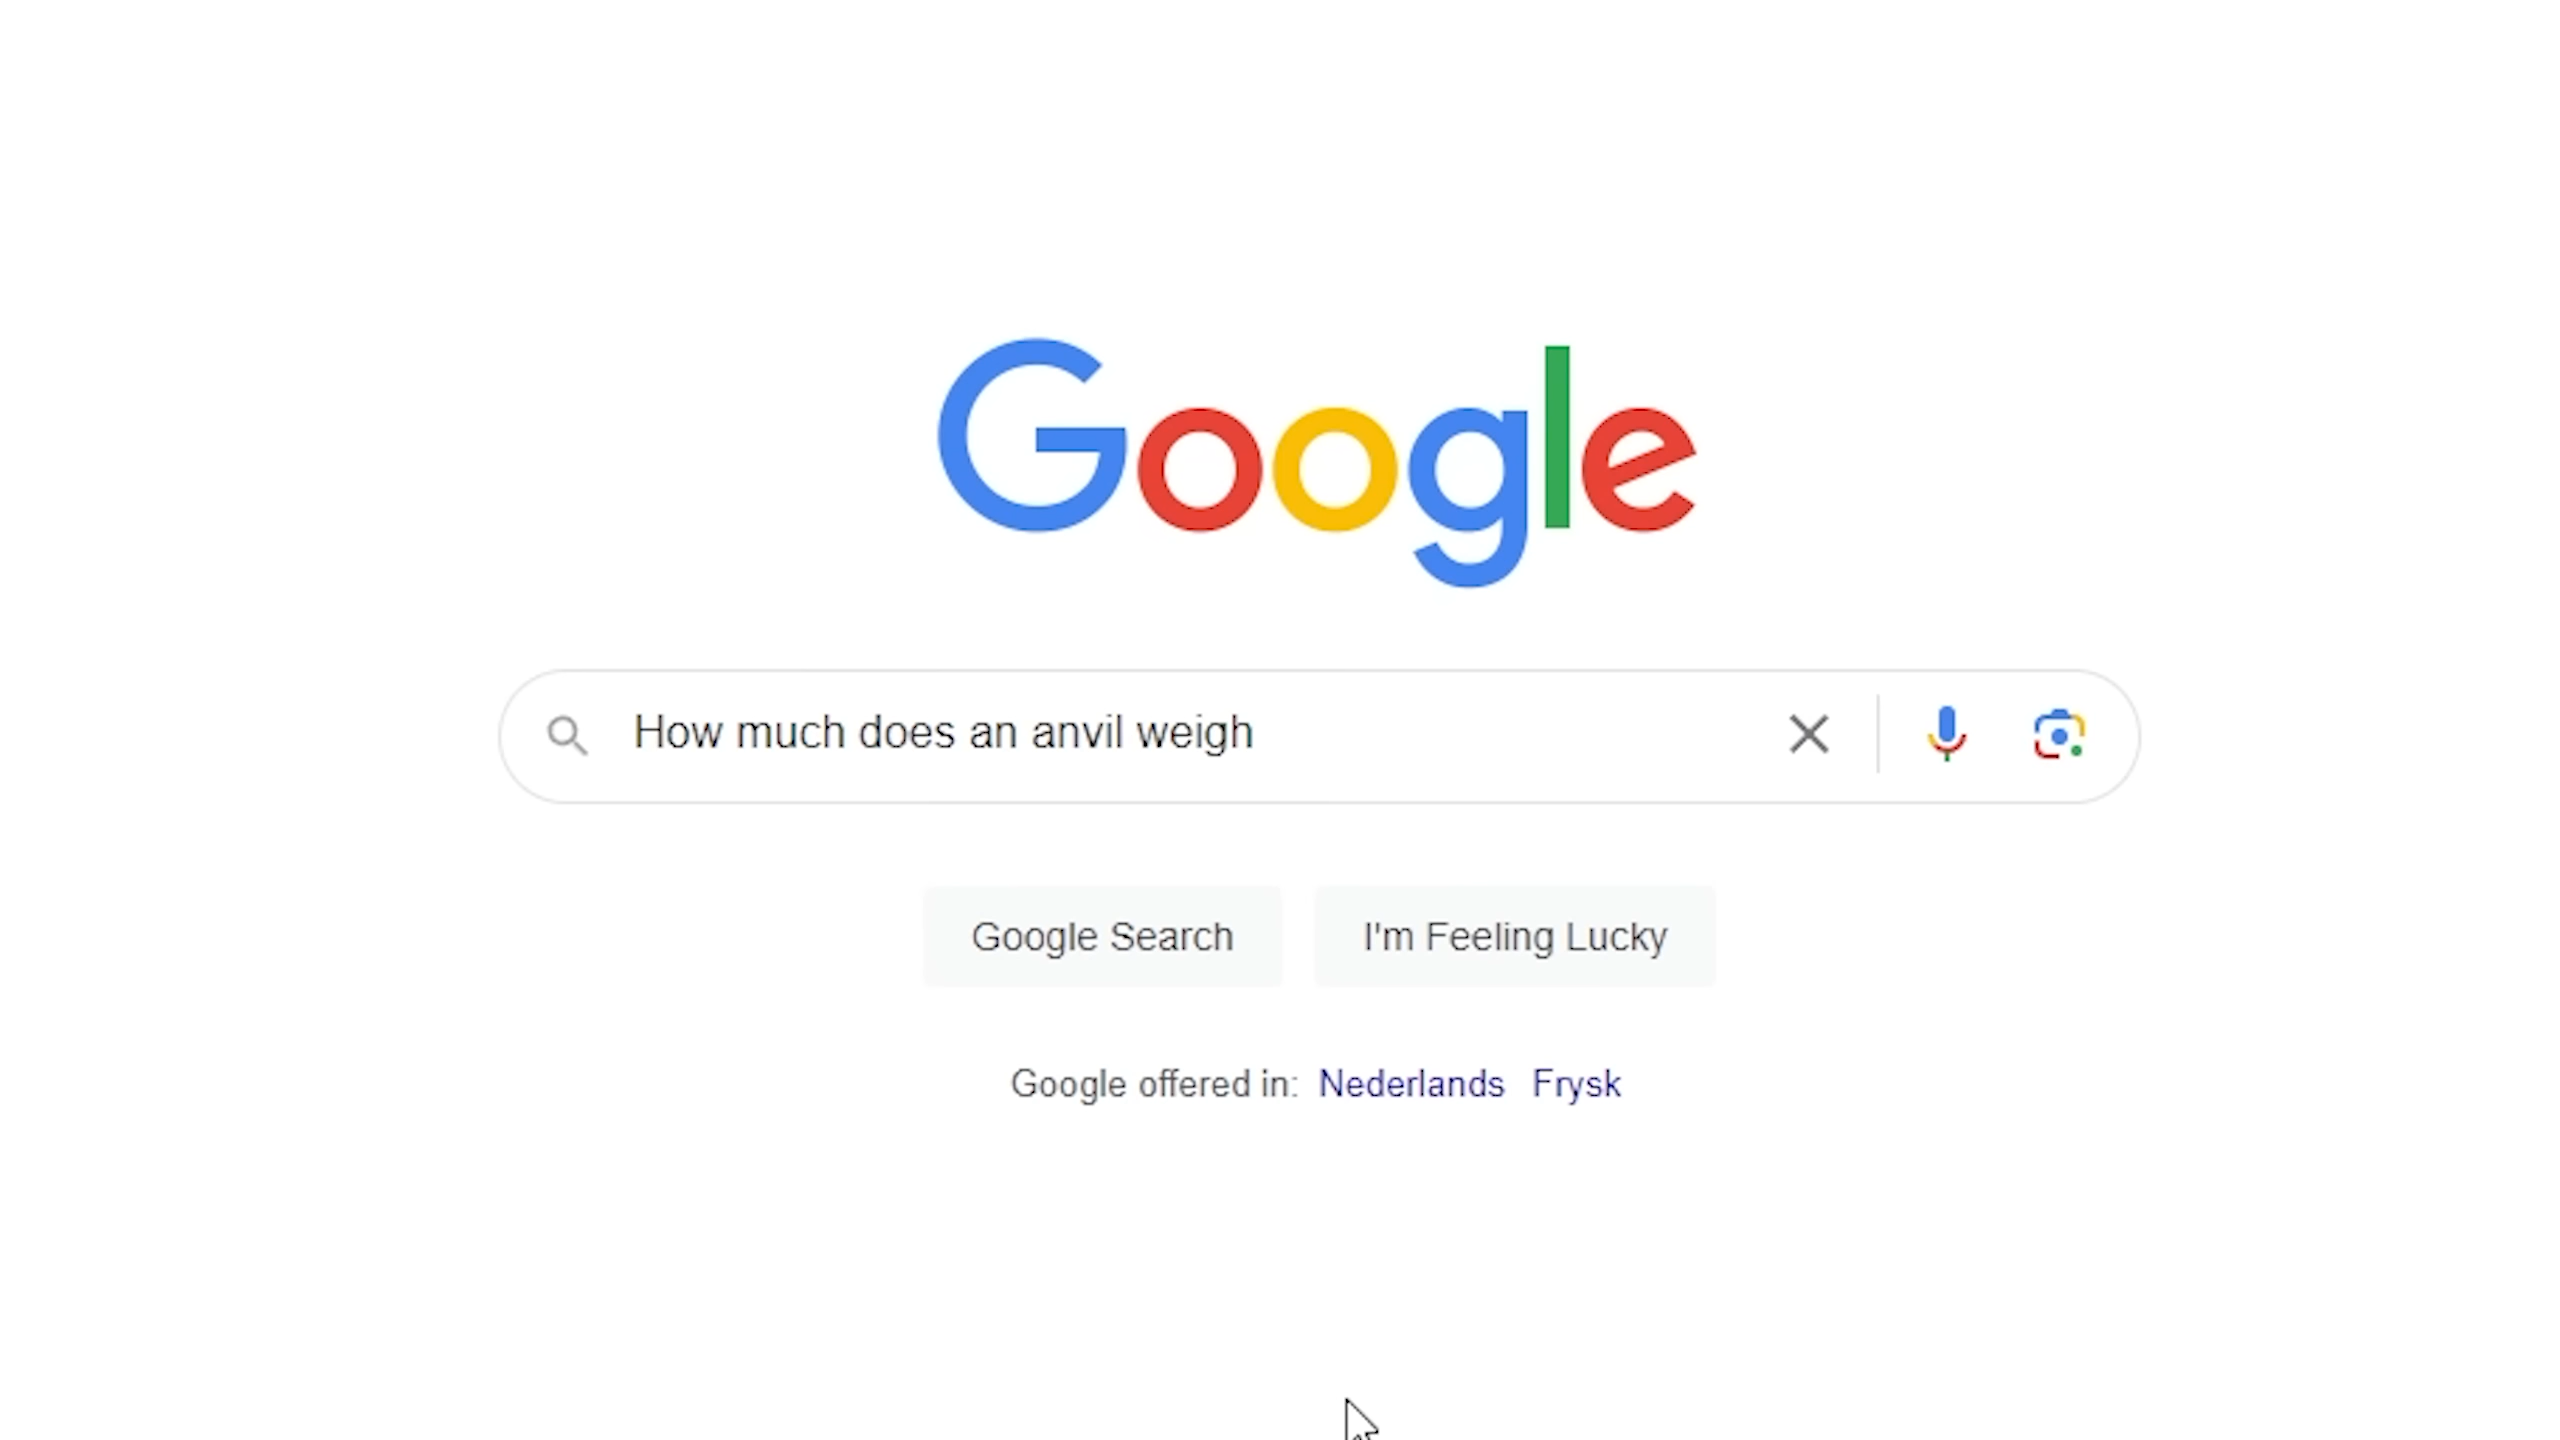 Google
How much does an anvil weigh
Google Search I'm Feeling Lucky
Google offered in: Nederlands Frysk